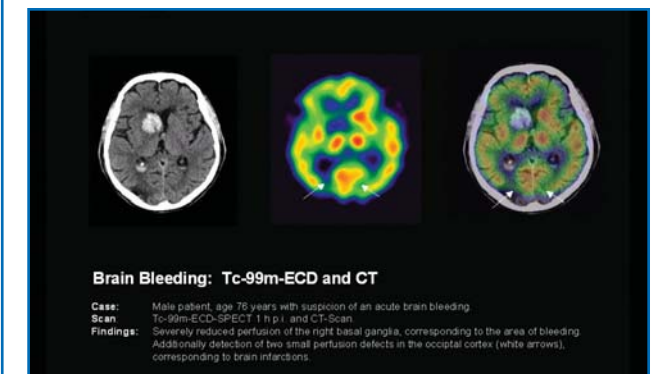 Brain Bleeding: Tc-99m-ECD and CT
Case: Male patient, age 76 years with suspicion of an acute brain bleeding.
Scan Tc-99m-ECD-SPECT 1 h p.i. and CT-Scan.
Findings: Severely reduced perfusion of the right basal ganglia, corresponding to the area of bleeding.
Additionally detection of two small perfusion defects in the occiptal cortex (white arrows),
corresponding to brain infarctions.